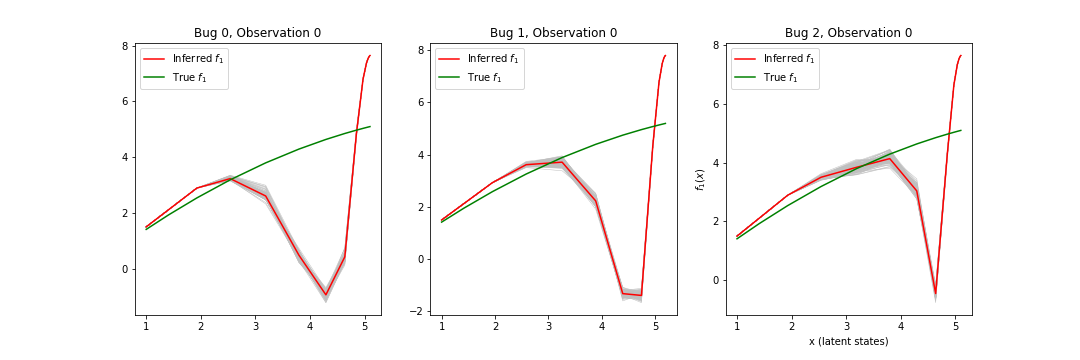 Bug 0, Observation 0
Inferred f₁
True f₁
8
6
4
2
0
1 2 3 4 5
Bug 1, Observation 0
Inferred f₁
True f₁
8
6
4
2
0
−2
1 2 3 4 5
Bug 2, Observation 0
Inferred f₁
True f₁
f₁(x)
8
6
4
2
0
1 2 3 4 5
x (latent states)